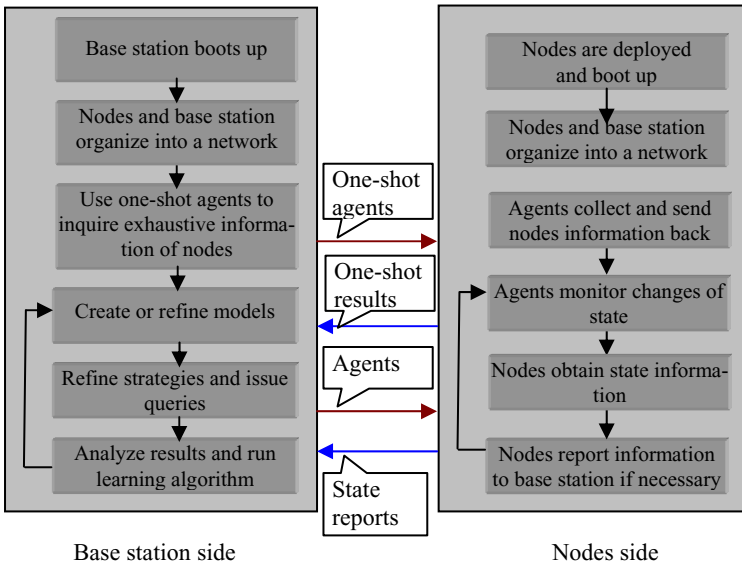 Base station boots up
Nodes and base station
organize into a network
Use one-shot agents to
inquire exhaustive informa-
tion of nodes
Create or refine models
Refine strategies and issue
queries
Analyze results and run
learning algorithm
One-shot
agents
One-shot
results
Agents
State
reports
Nodes are deployed
and boot up
Nodes and base station
organize into a network
Agents collect and send
nodes information back
Agents monitor changes of
state
Nodes obtain state informa-
tion
Nodes report information
to base station if necessary
Base station side
Nodes side